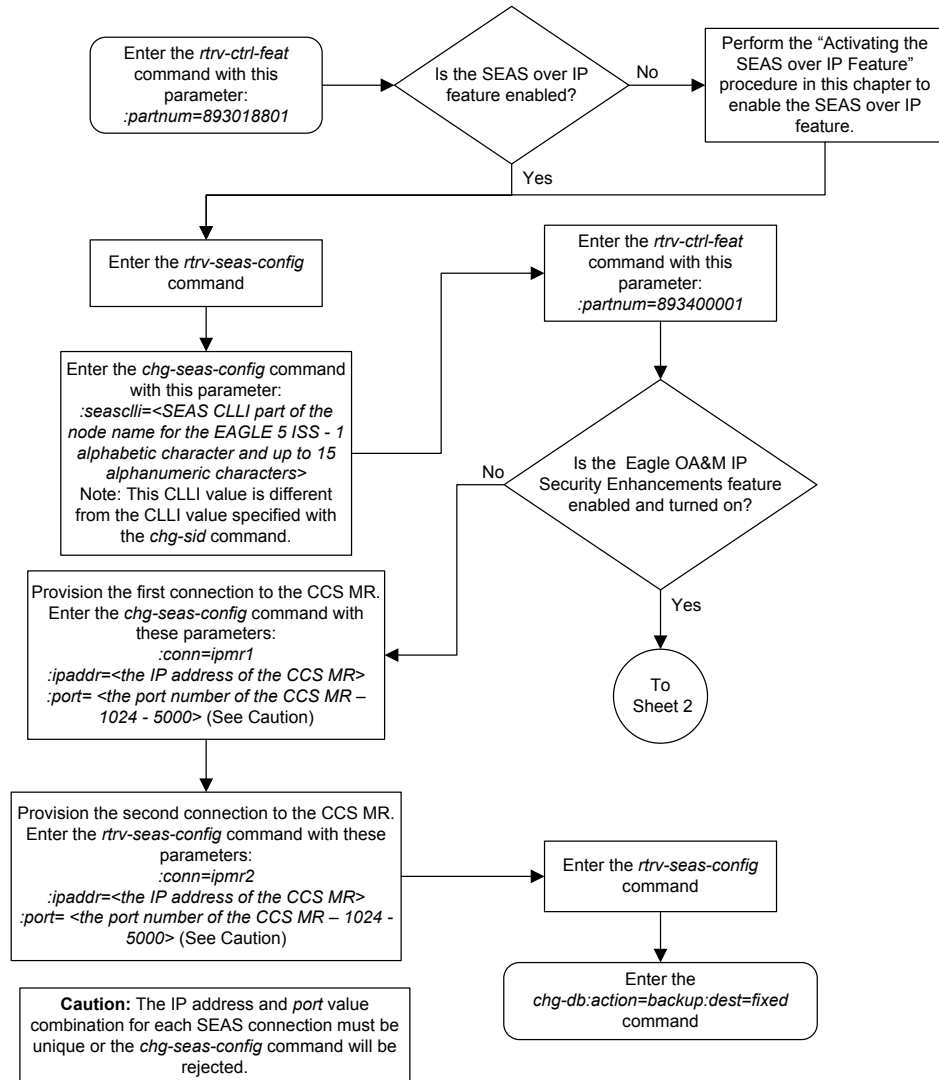 Enter the rtrv-ctrl-feat
command with this
parameter:
:partnum=893018801
Is the SEAS over IP
feature enabled?
No
Perform the “Activating the
SEAS over IP Feature”
procedure in this chapter to
enable the SEAS over IP
feature.
Yes
Enter the rtrv-seas-config
command
Enter the rtrv-ctrl-feat
command with this
parameter:
:partnum=893400001
Enter the chg-seas-config command
with this parameter:
:seasclli=<SEAS CLLI part of the
node name for the EAGLE 5 ISS - 1
alphabetic character and up to 15
alphanumeric characters>
Note: This CLLI value is different
from the CLLI value specified with
the chg-sid command.
Is the Eagle OA&M IP
Security Enhancements feature
enabled and turned on?
No
Yes
To
Sheet 2
Provision the first connection to the CCS MR.
Enter the chg-seas-config command with
these parameters:
:conn=ipmr1
:ipaddr=<the IP address of the CCS MR>
:port= <the port number of the CCS MR –
1024 - 5000> (See Caution)
Provision the second connection to the CCS MR.
Enter the rtrv-seas-config command with these
parameters:
:conn=ipmr2
:ipaddr=<the IP address of the CCS MR>
:port= <the port number of the CCS MR – 1024 -
5000> (See Caution)
Enter the rtrv-seas-config
command
Enter the
chg-db:action=backup:dest=fixed
command
Caution: The IP address and port value
combination for each SEAS connection must be
unique or the chg-seas-config command will be
rejected.